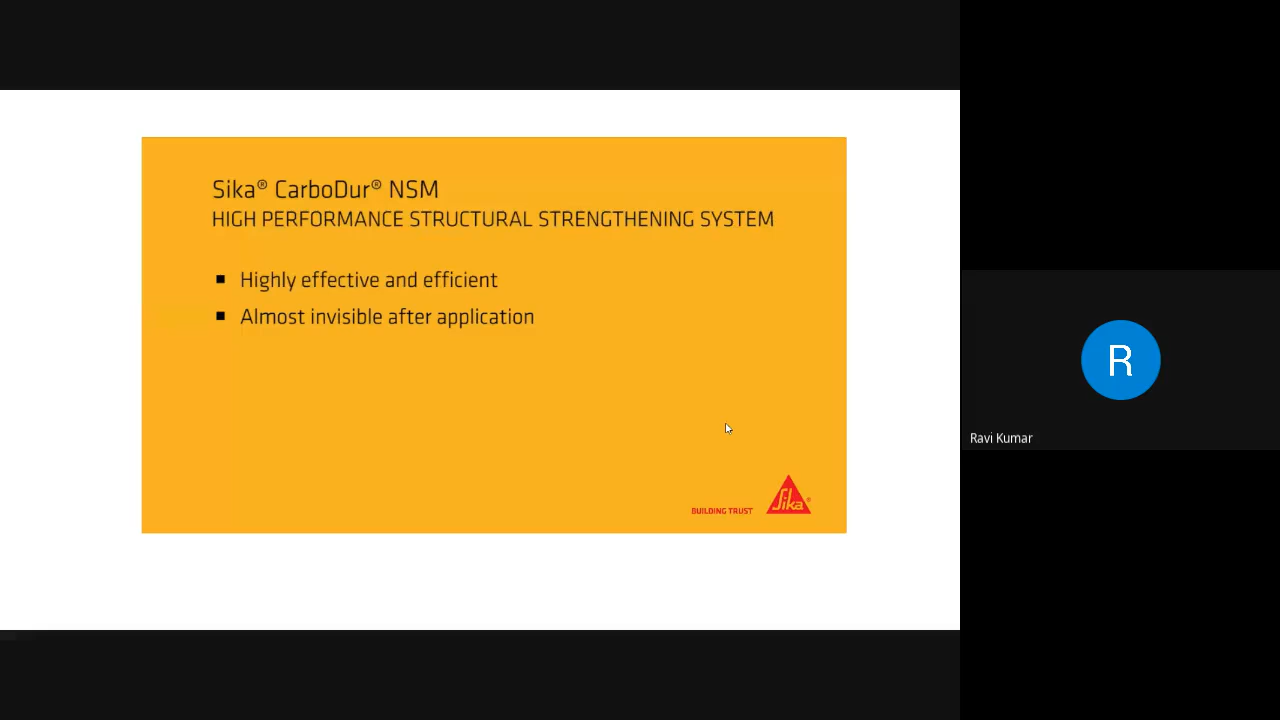 Sika® CarboDur® NSM
HIGH PERFORMANCE STRUCTURAL STRENGTHENING SYSTEM
■ Highly effective and efficient
■ Almost invisible after application
BUILDING TRUST
Sika®
R
Ravi Kumar